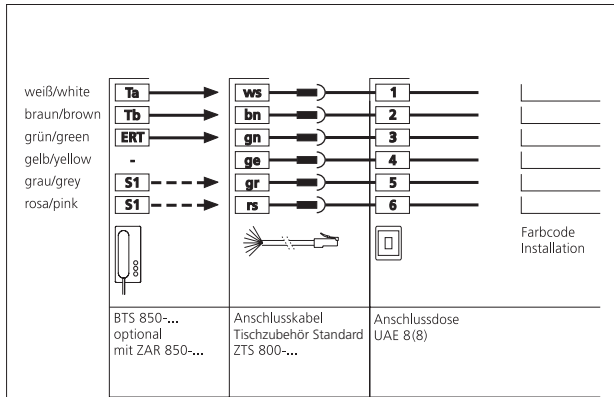 weiß/white Ta ws 1
braun/brown Tb bn 2
grün/green ERT gn 3
gelb/yellow - ge 4
grau/grey S1 gr 5
rosa/pink S1 rs 6
Farbcode
Installation
BTS 850-...
optional
mit ZAR 850-...
Anschlusskabel
Tischzubehör Standard
ZTS 800-...
Anschlussdose
UAE 8(8)